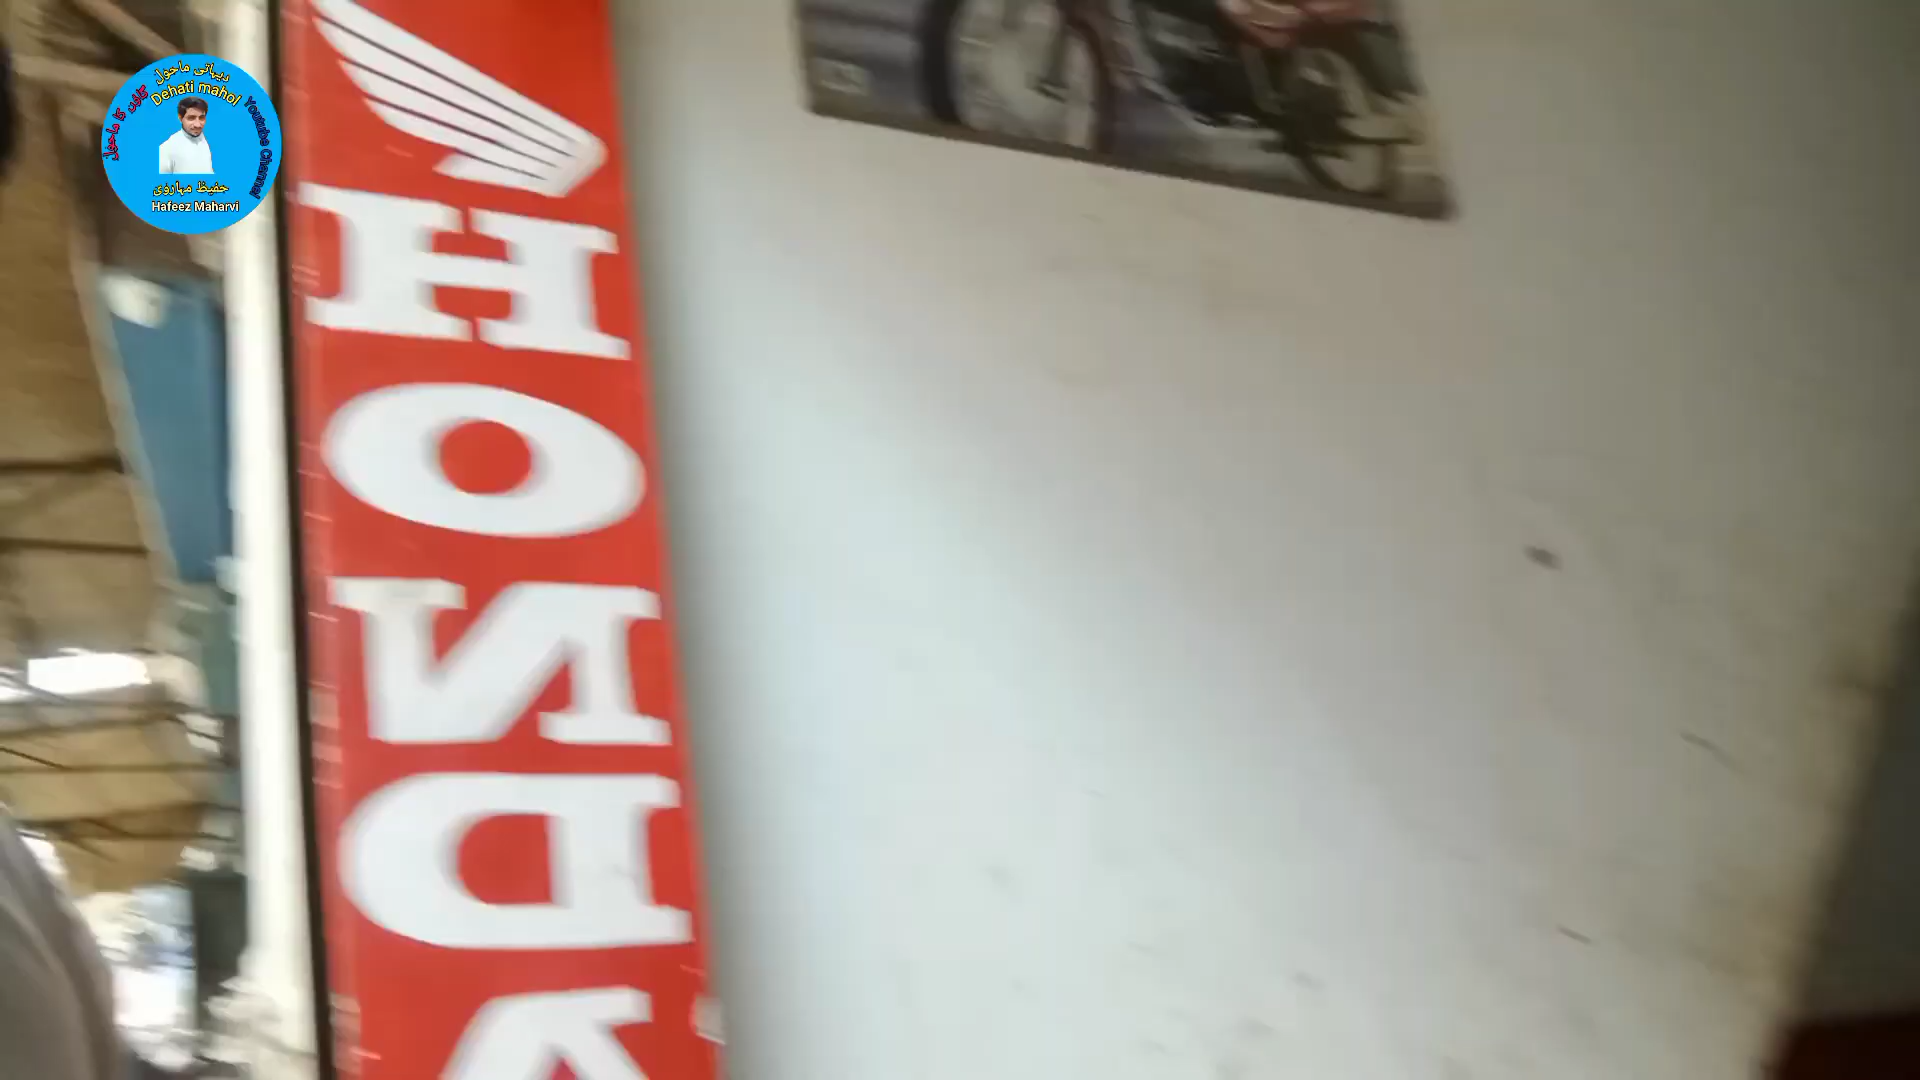 دیہاتی ماحول
Dehati mahol
گاؤں کا ماحول
Youtube Channel
حفیظ مہاروی
Hafeez Maharvi
HONDA